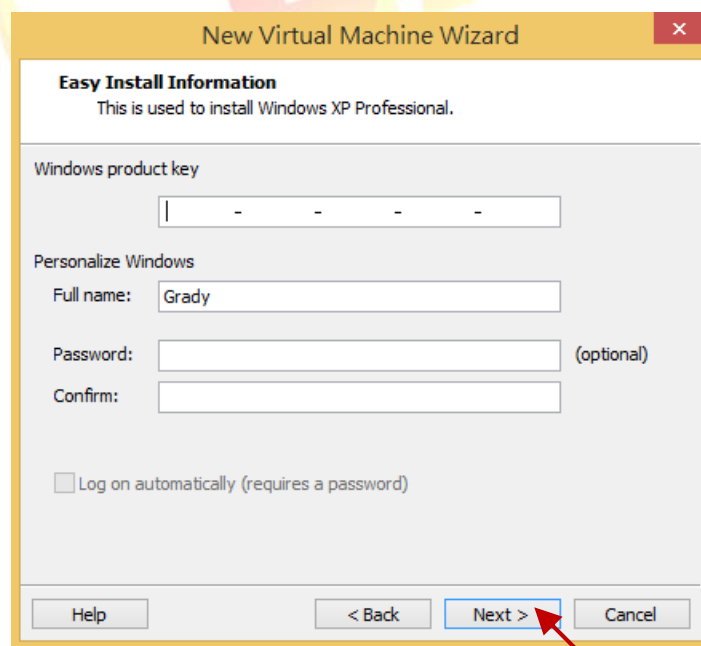 New Virtual Machine Wizard
Easy Install Information
This is used to install Windows XP Professional.
Windows product key
- - - -
Personalize Windows
Full name: Grady
Password: (optional)
Confirm:
Log on automatically (requires a password)
Help < Back Next > Cancel